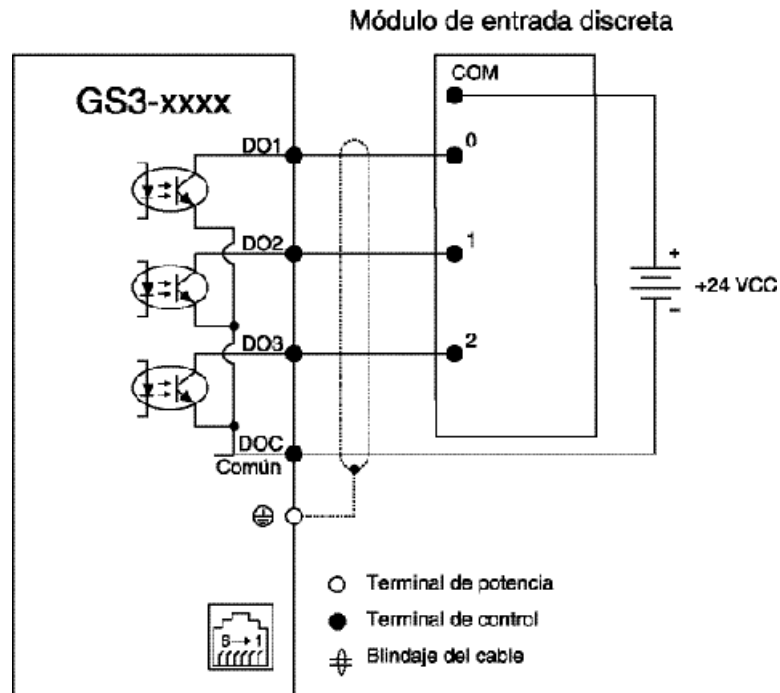 Módulo de entrada discreta
GS3-xxxx
COM
DO1
0
DO2
1
+
+24 VCC
-
DO3
2
DOC
Común
Terminal de potencia
6→1
Terminal de control
Blindaje del cable